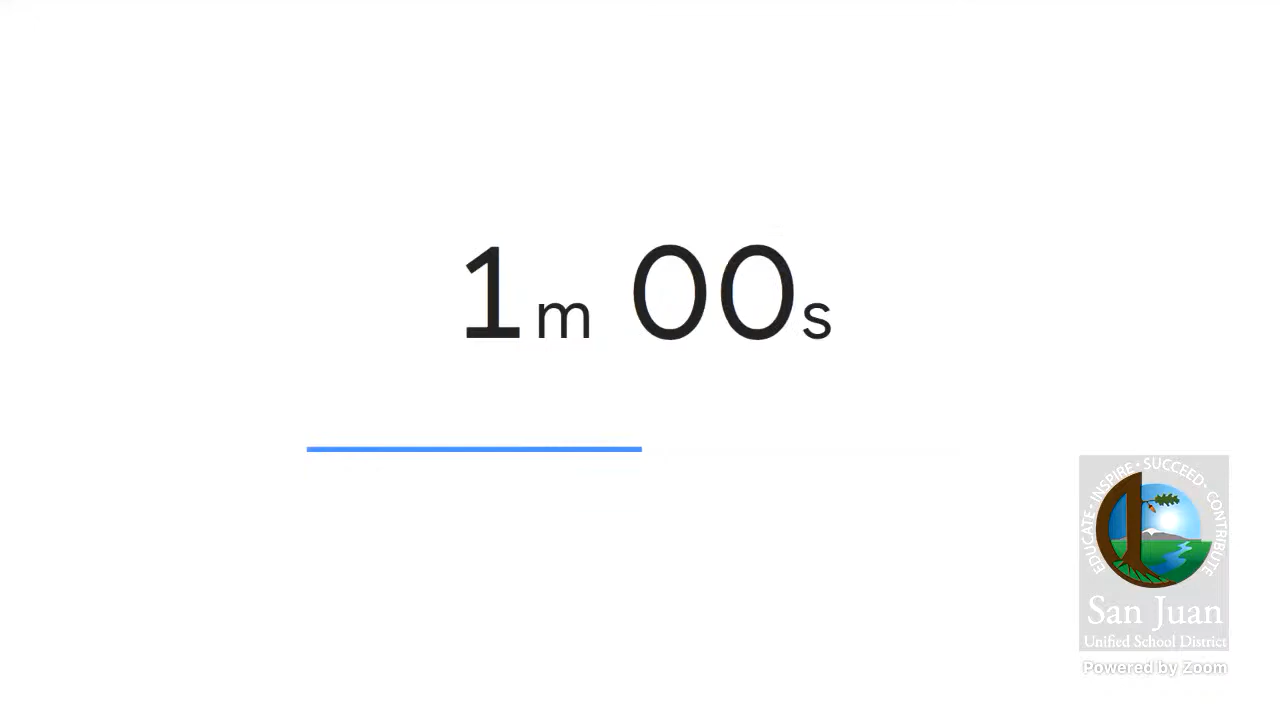 1m 00s
EDUCATE • INSPIRE • SUCCEED • CONTRIBUTE
San Juan
Unified School District
Powered by Zoom